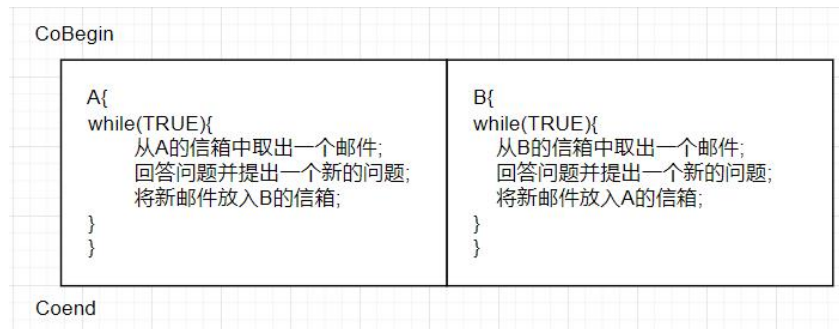 CoBegin
A{
while(TRUE){
从A的信箱中取出一个邮件;
回答问题并提出一个新的问题;
将新邮件放入B的信箱;
}
}
B{
while(TRUE){
从B的信箱中取出一个邮件;
回答问题并提出一个新的问题;
将新邮件放入A的信箱;
}
}
Coend